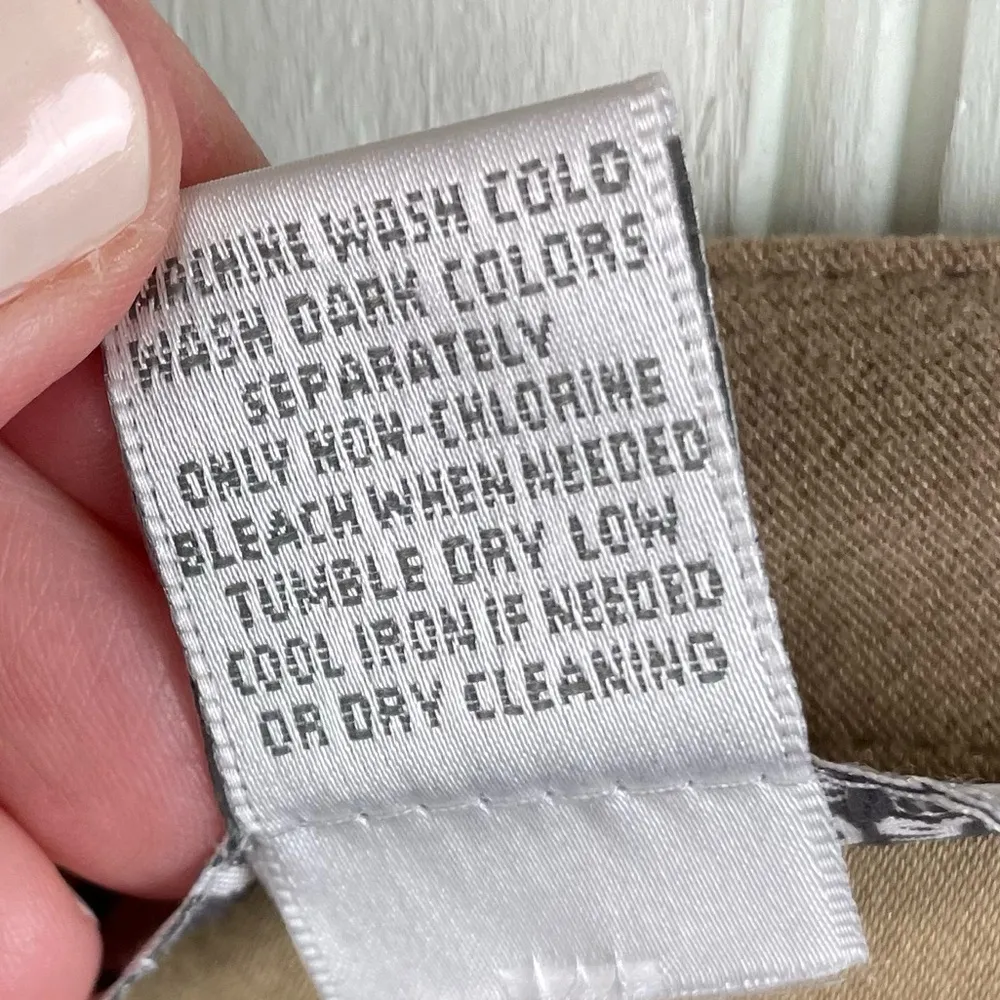 MACHINE WASH COLD
WASH DARK COLORS
SEPARATELY
ONLY NON-CHLORINE
BLEACH WHEN NEEDED
TUMBLE DRY LOW
COOL IRON IF NEEDED
OR DRY CLEANING